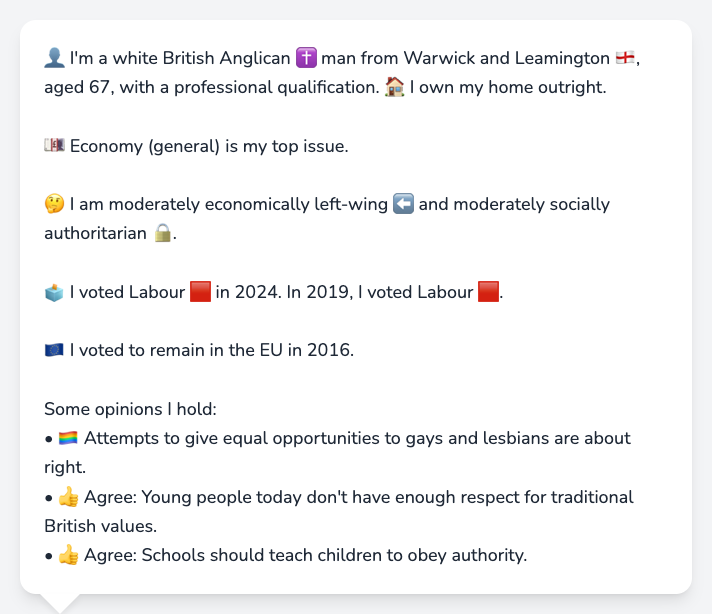 👤 I'm a white British Anglican ✝️ man from Warwick and Leamington 🏴󠁧󠁢󠁥󠁮󠁧󠁿,
aged 67, with a professional qualification. 🏠 I own my home outright.
💷 Economy (general) is my top issue.
🤔 I am moderately economically left-wing ⬅️ and moderately socially
authoritarian 🔒.
🗳️ I voted Labour 🟥 in 2024. In 2019, I voted Labour 🟥.
🇪🇺 I voted to remain in the EU in 2016.
Some opinions I hold:
• 🏳️‍🌈 Attempts to give equal opportunities to gays and lesbians are about
right.
• 👍 Agree: Young people today don't have enough respect for traditional
British values.
• 👍 Agree: Schools should teach children to obey authority.